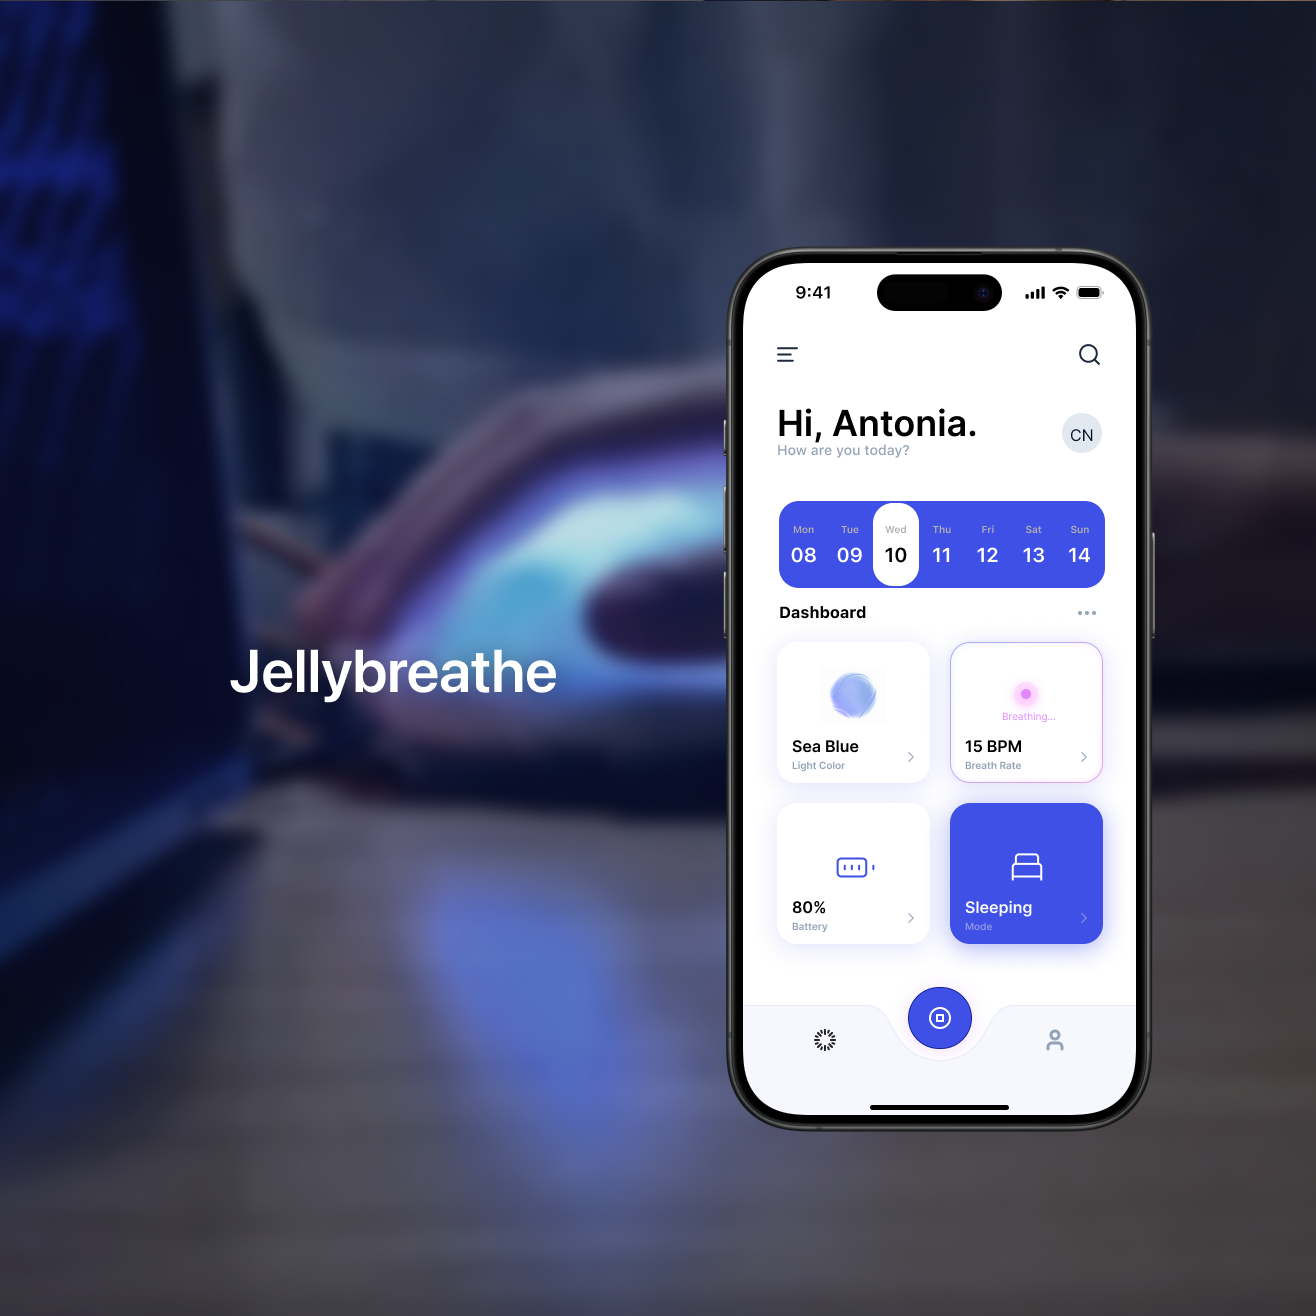 Jellybreathe
9:41
Hi, Antonia.
How are you today?
CN
Mon Tue Wed Thu Fri Sat Sun
08 09 10 11 12 13 14
Dashboard
Sea Blue
Light Color
Breathing...
15 BPM
Breath Rate
80%
Battery
Sleeping
Mode